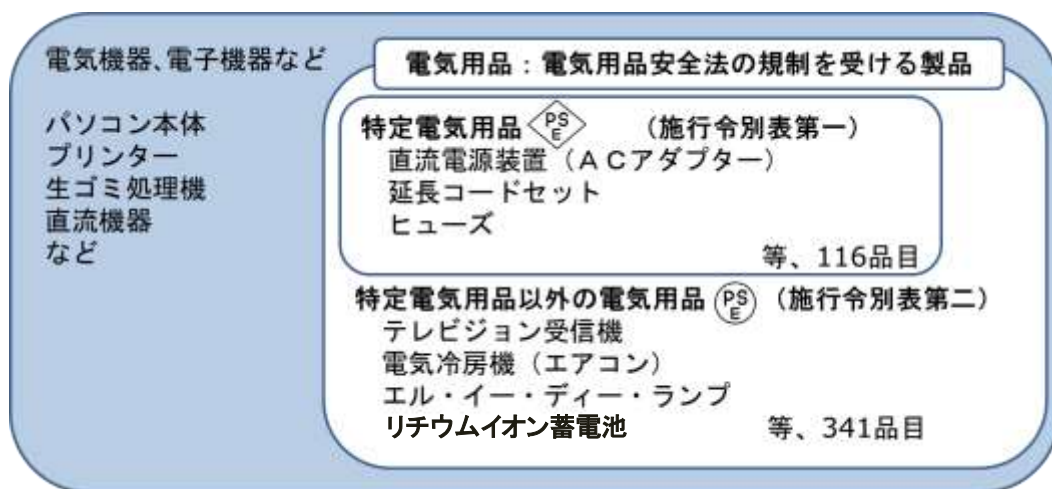 電気機器、電子機器など
パソコン本体
プリンター
生ゴミ処理機
直流機器
など
電気用品：電気用品安全法の規制を受ける製品
特定電気用品 PSE （施行令別表第一）
直流電源装置（ＡＣアダプター）
延長コードセット
ヒューズ
等、116品目
特定電気用品以外の電気用品 PSE （施行令別表第二）
テレビジョン受信機
電気冷房機（エアコン）
エル・イー・ディー・ランプ
リチウムイオン蓄電池 等、341品目